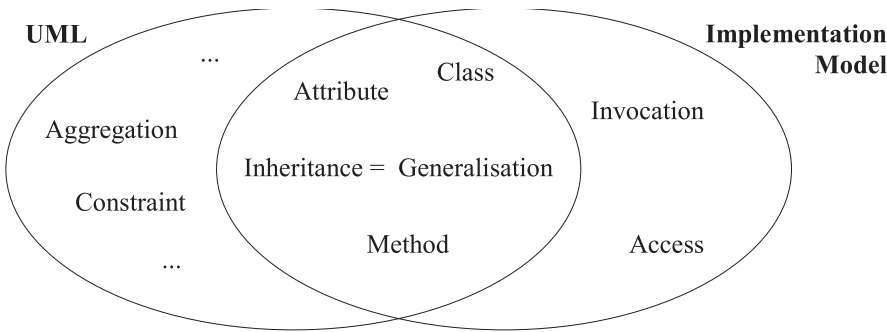 UML
Implementation
Model
...
Attribute
Class
Invocation
Aggregation
Inheritance = Generalisation
Constraint
Method
Access
...